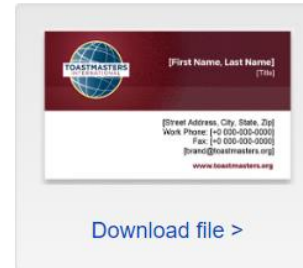 TOASTMASTERS
INTERNATIONAL
[First Name, Last Name]
[Title]
[Street Address, City, State, Zip]
Work Phone: [+0 000-000-0000]
Fax: [+0 000-000-0000]
[brand@toastmasters.org]
www.toastmasters.org
Download file >